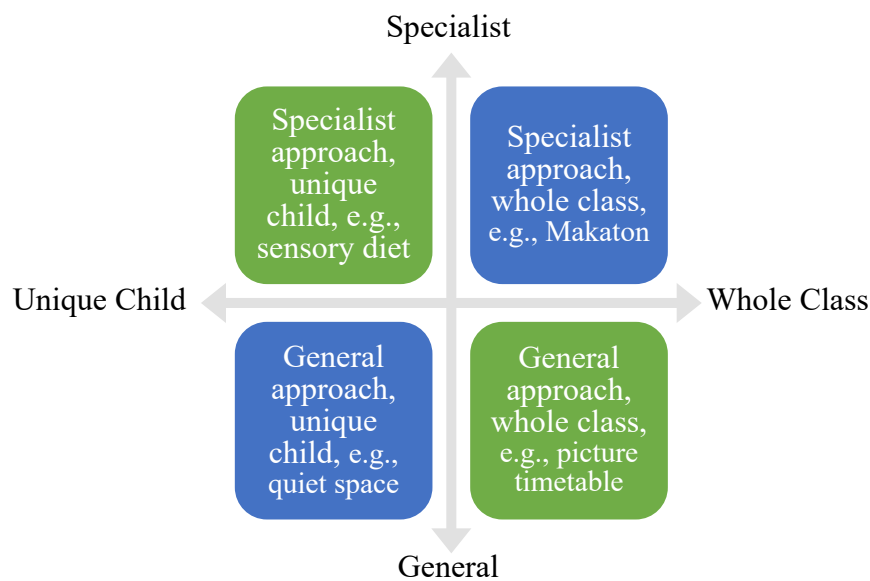 Specialist
Specialist
approach,
unique
child, e.g.,
sensory diet
Specialist
approach,
whole class,
e.g., Makaton
Unique Child
Whole Class
General
approach,
unique
child, e.g.,
quiet space
General
approach,
whole class,
e.g., picture
timetable
General